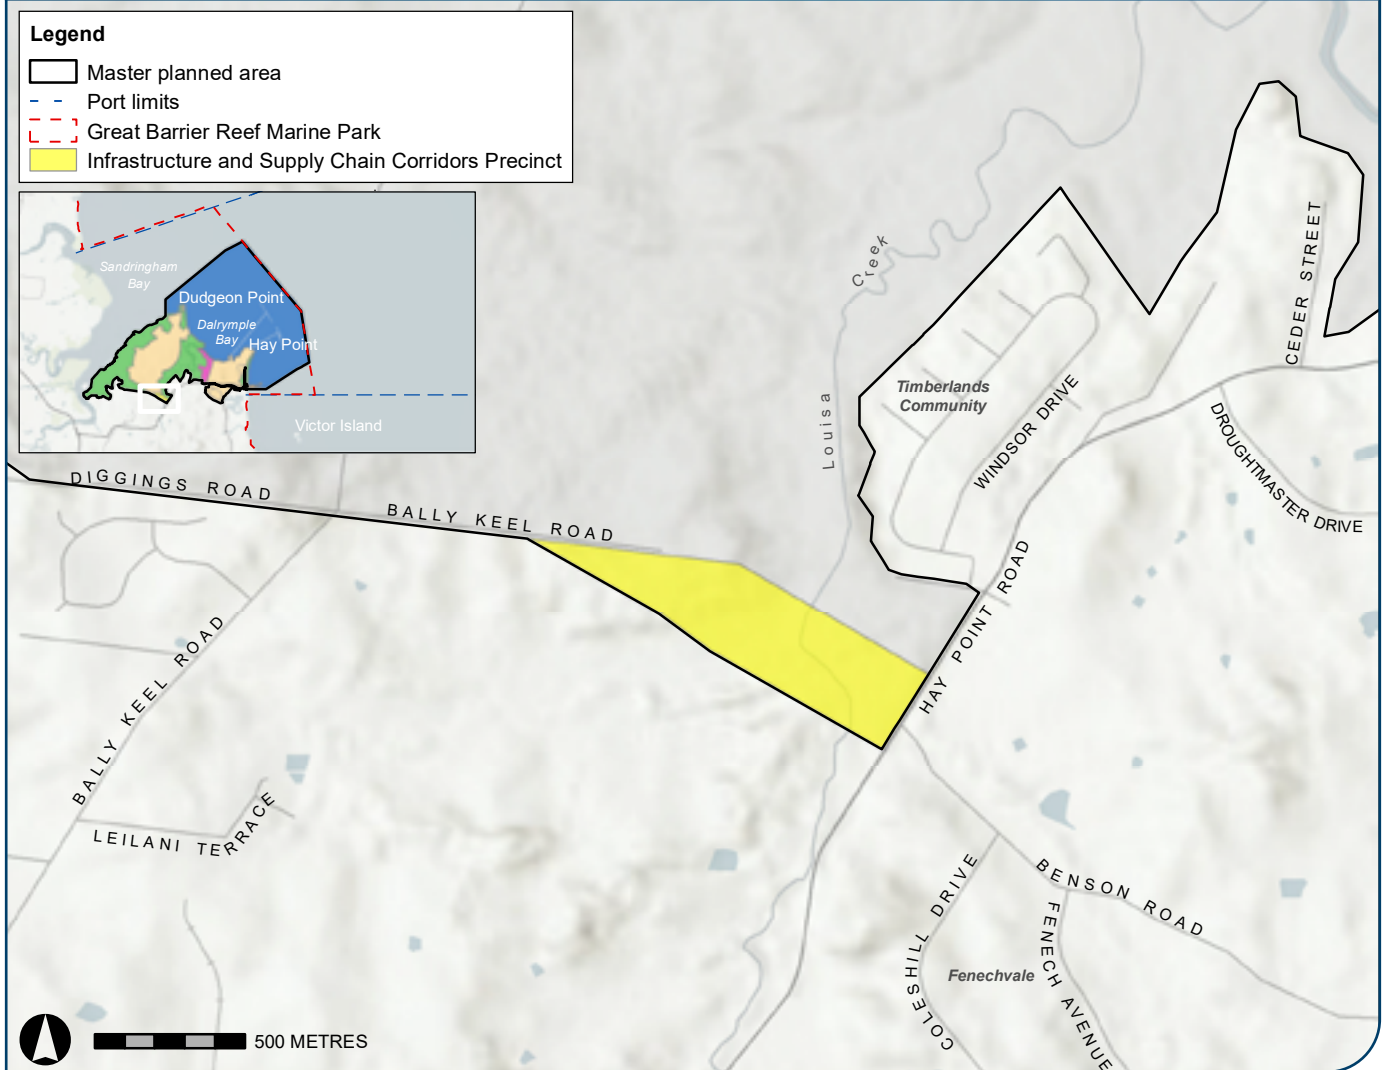 Legend
Master planned area
Port limits
Great Barrier Reef Marine Park
Infrastructure and Supply Chain Corridors Precinct
Sandringham
Bay
Dudgeon Point
Dalrymple
Bay
Hay Point
Victor Island
Louisa Creek
CEDER STREET
Timberlands
Community
WINDSOR DRIVE
DROUGHTMASTER DRIVE
DIGGINGS ROAD
BALLY KEEL ROAD
HAY POINT ROAD
BALLY KEEL ROAD
LEILANI TERRACE
BENSON ROAD
COLESHILL DRIVE
FENECH AVENUE
Fenechvale
500 METRES